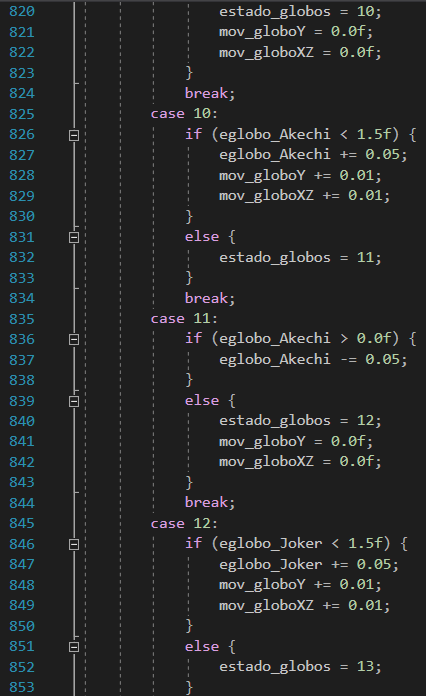 820 estado_globos = 10;
821 mov_globoY = 0.0f;
822 mov_globoXZ = 0.0f;
823 }
824 break;
825 case 10:
826 if (eglobo_Akechi < 1.5f) {
827 eglobo_Akechi += 0.05;
828 mov_globoY += 0.01;
829 mov_globoXZ += 0.01;
830 }
831 else {
832 estado_globos = 11;
833 }
834 break;
835 case 11:
836 if (eglobo_Akechi > 0.0f) {
837 eglobo_Akechi -= 0.05;
838 }
839 else {
840 estado_globos = 12;
841 mov_globoY = 0.0f;
842 mov_globoXZ = 0.0f;
843 }
844 break;
845 case 12:
846 if (eglobo_Joker < 1.5f) {
847 eglobo_Joker += 0.05;
848 mov_globoY += 0.01;
849 mov_globoXZ += 0.01;
850 }
851 else {
852 estado_globos = 13;
853 }